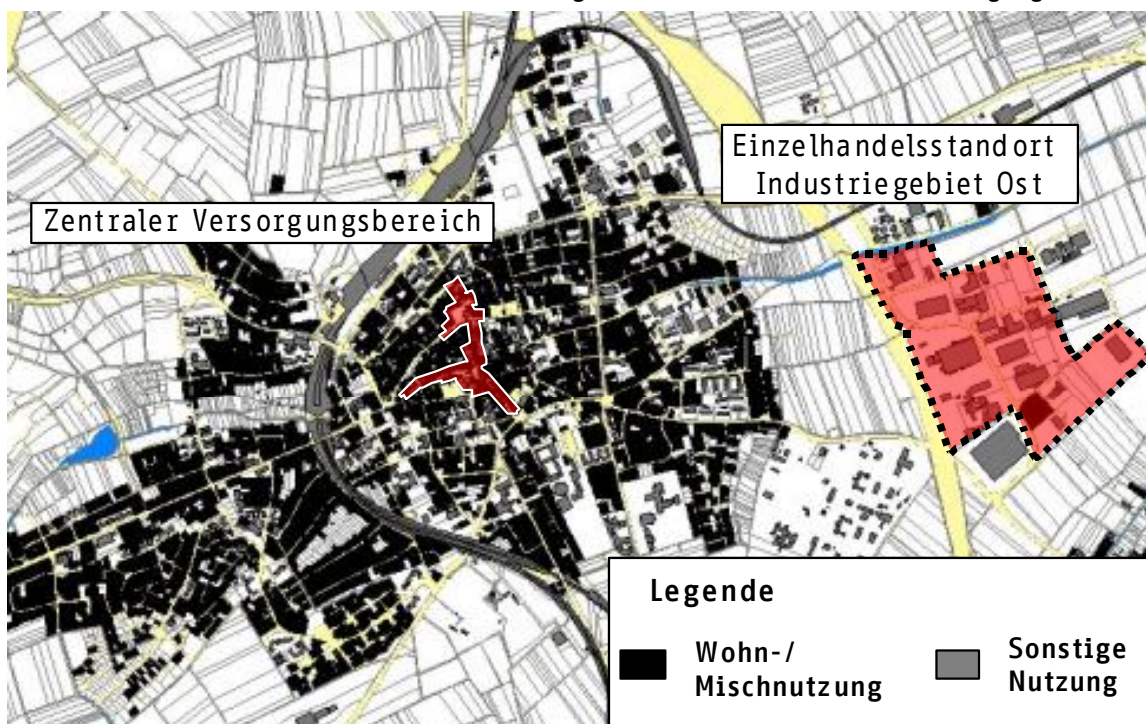 Einzelhandelsstandort
Industriegebiet Ost
Zentraler Versorgungsbereich
Legende
Wohn-/
Mischnutzung
Sonstige
Nutzung